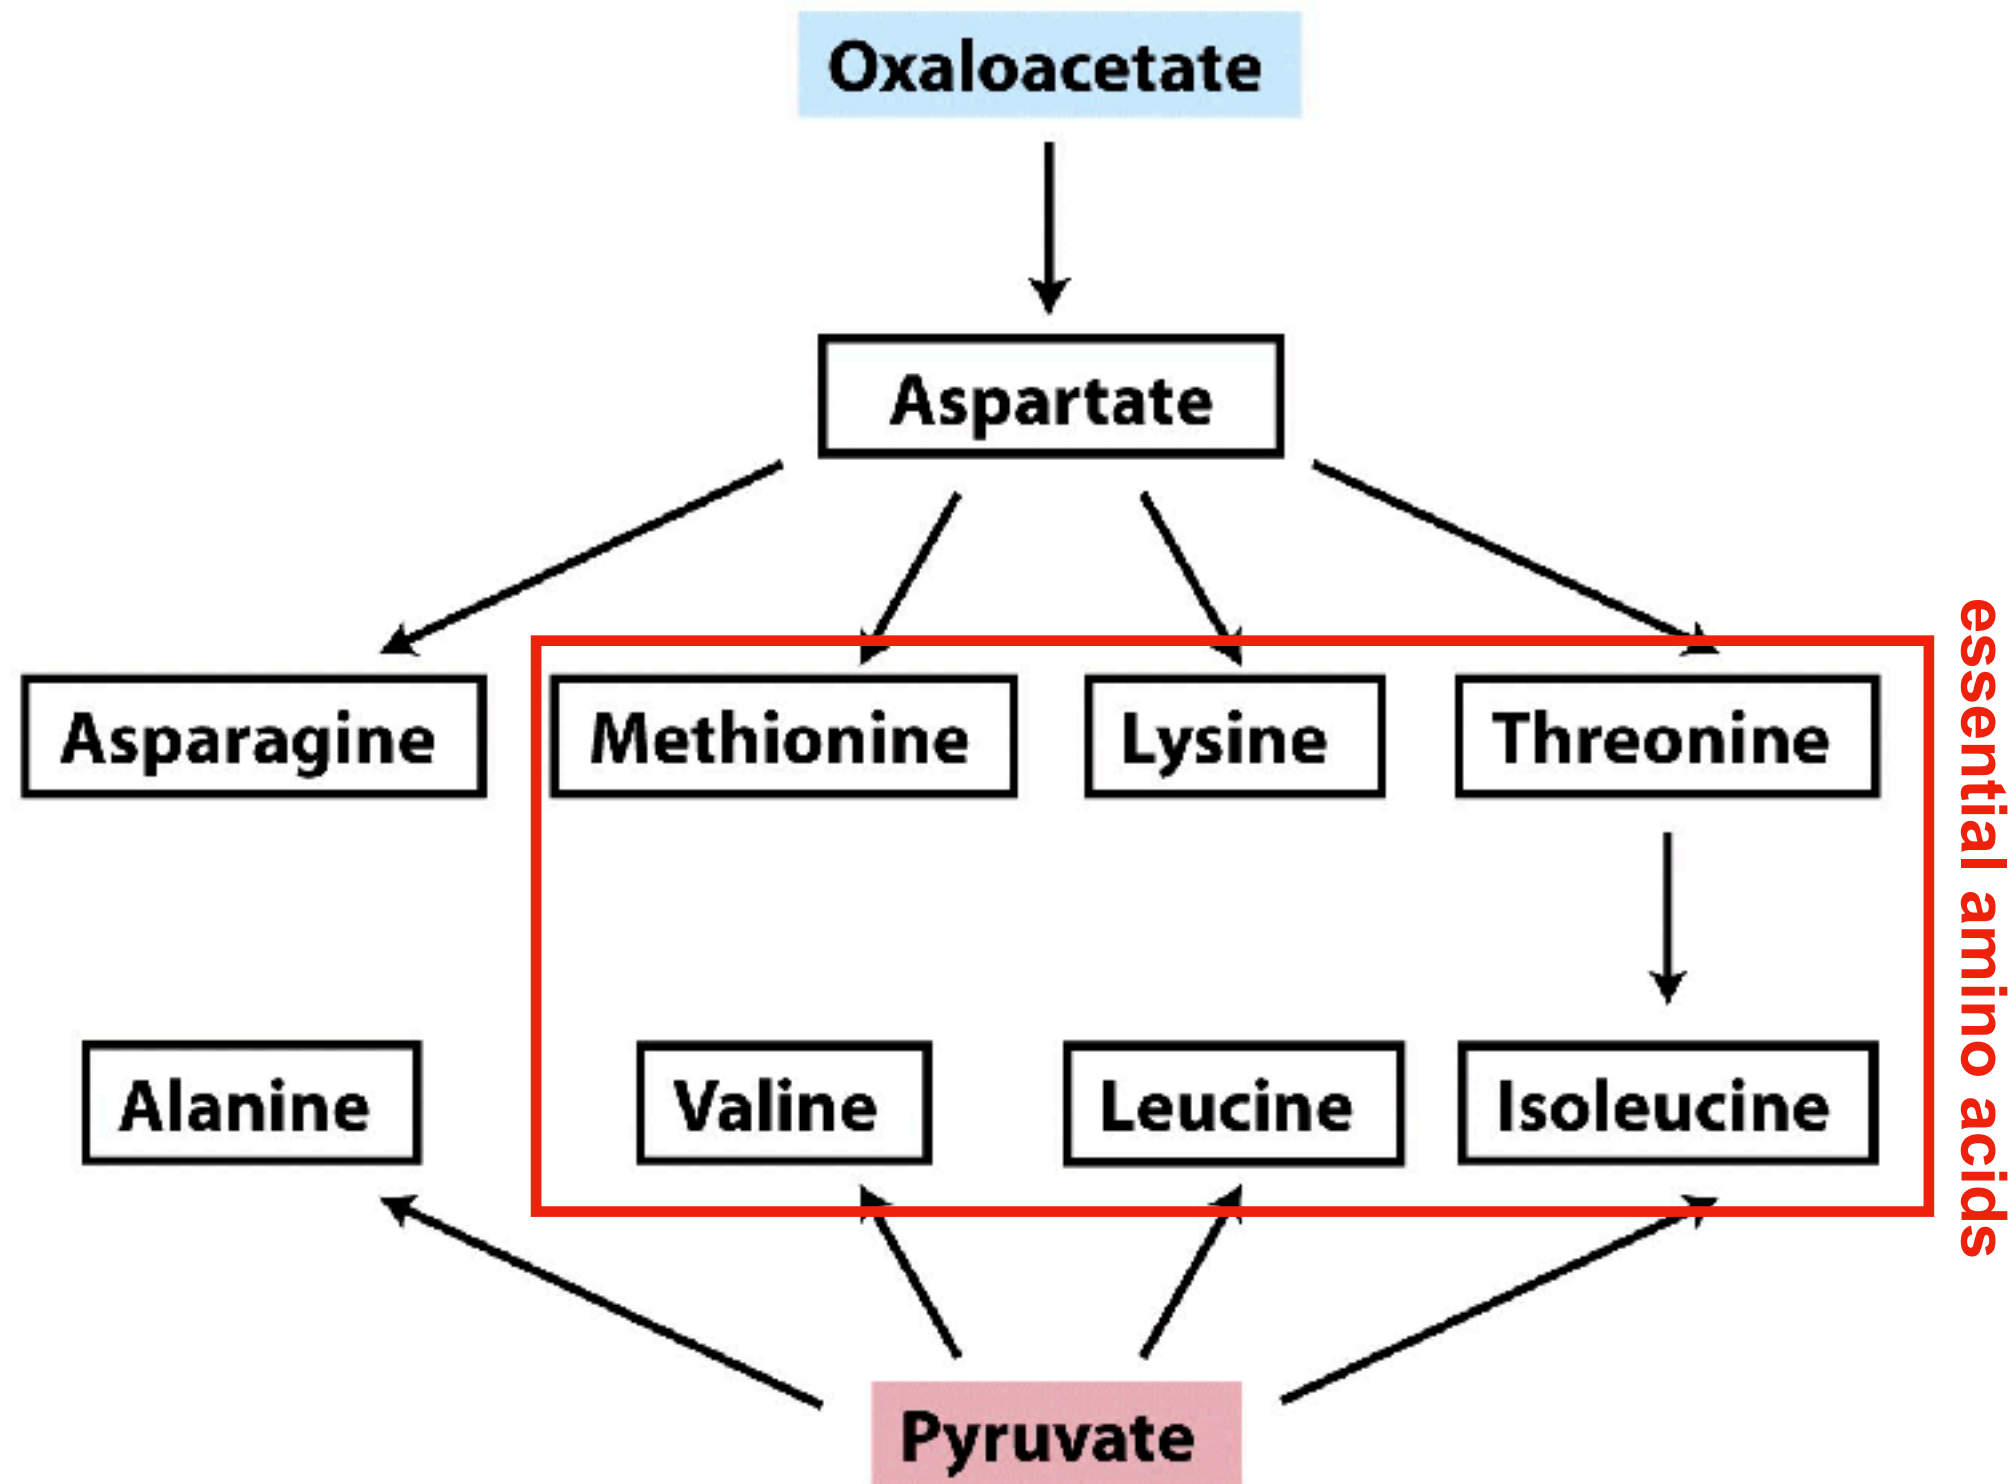 Oxaloacetate
Aspartate
Asparagine
Methionine
Lysine
Threonine
essential amino acids
Alanine
Valine
Leucine
Isoleucine
Pyruvate